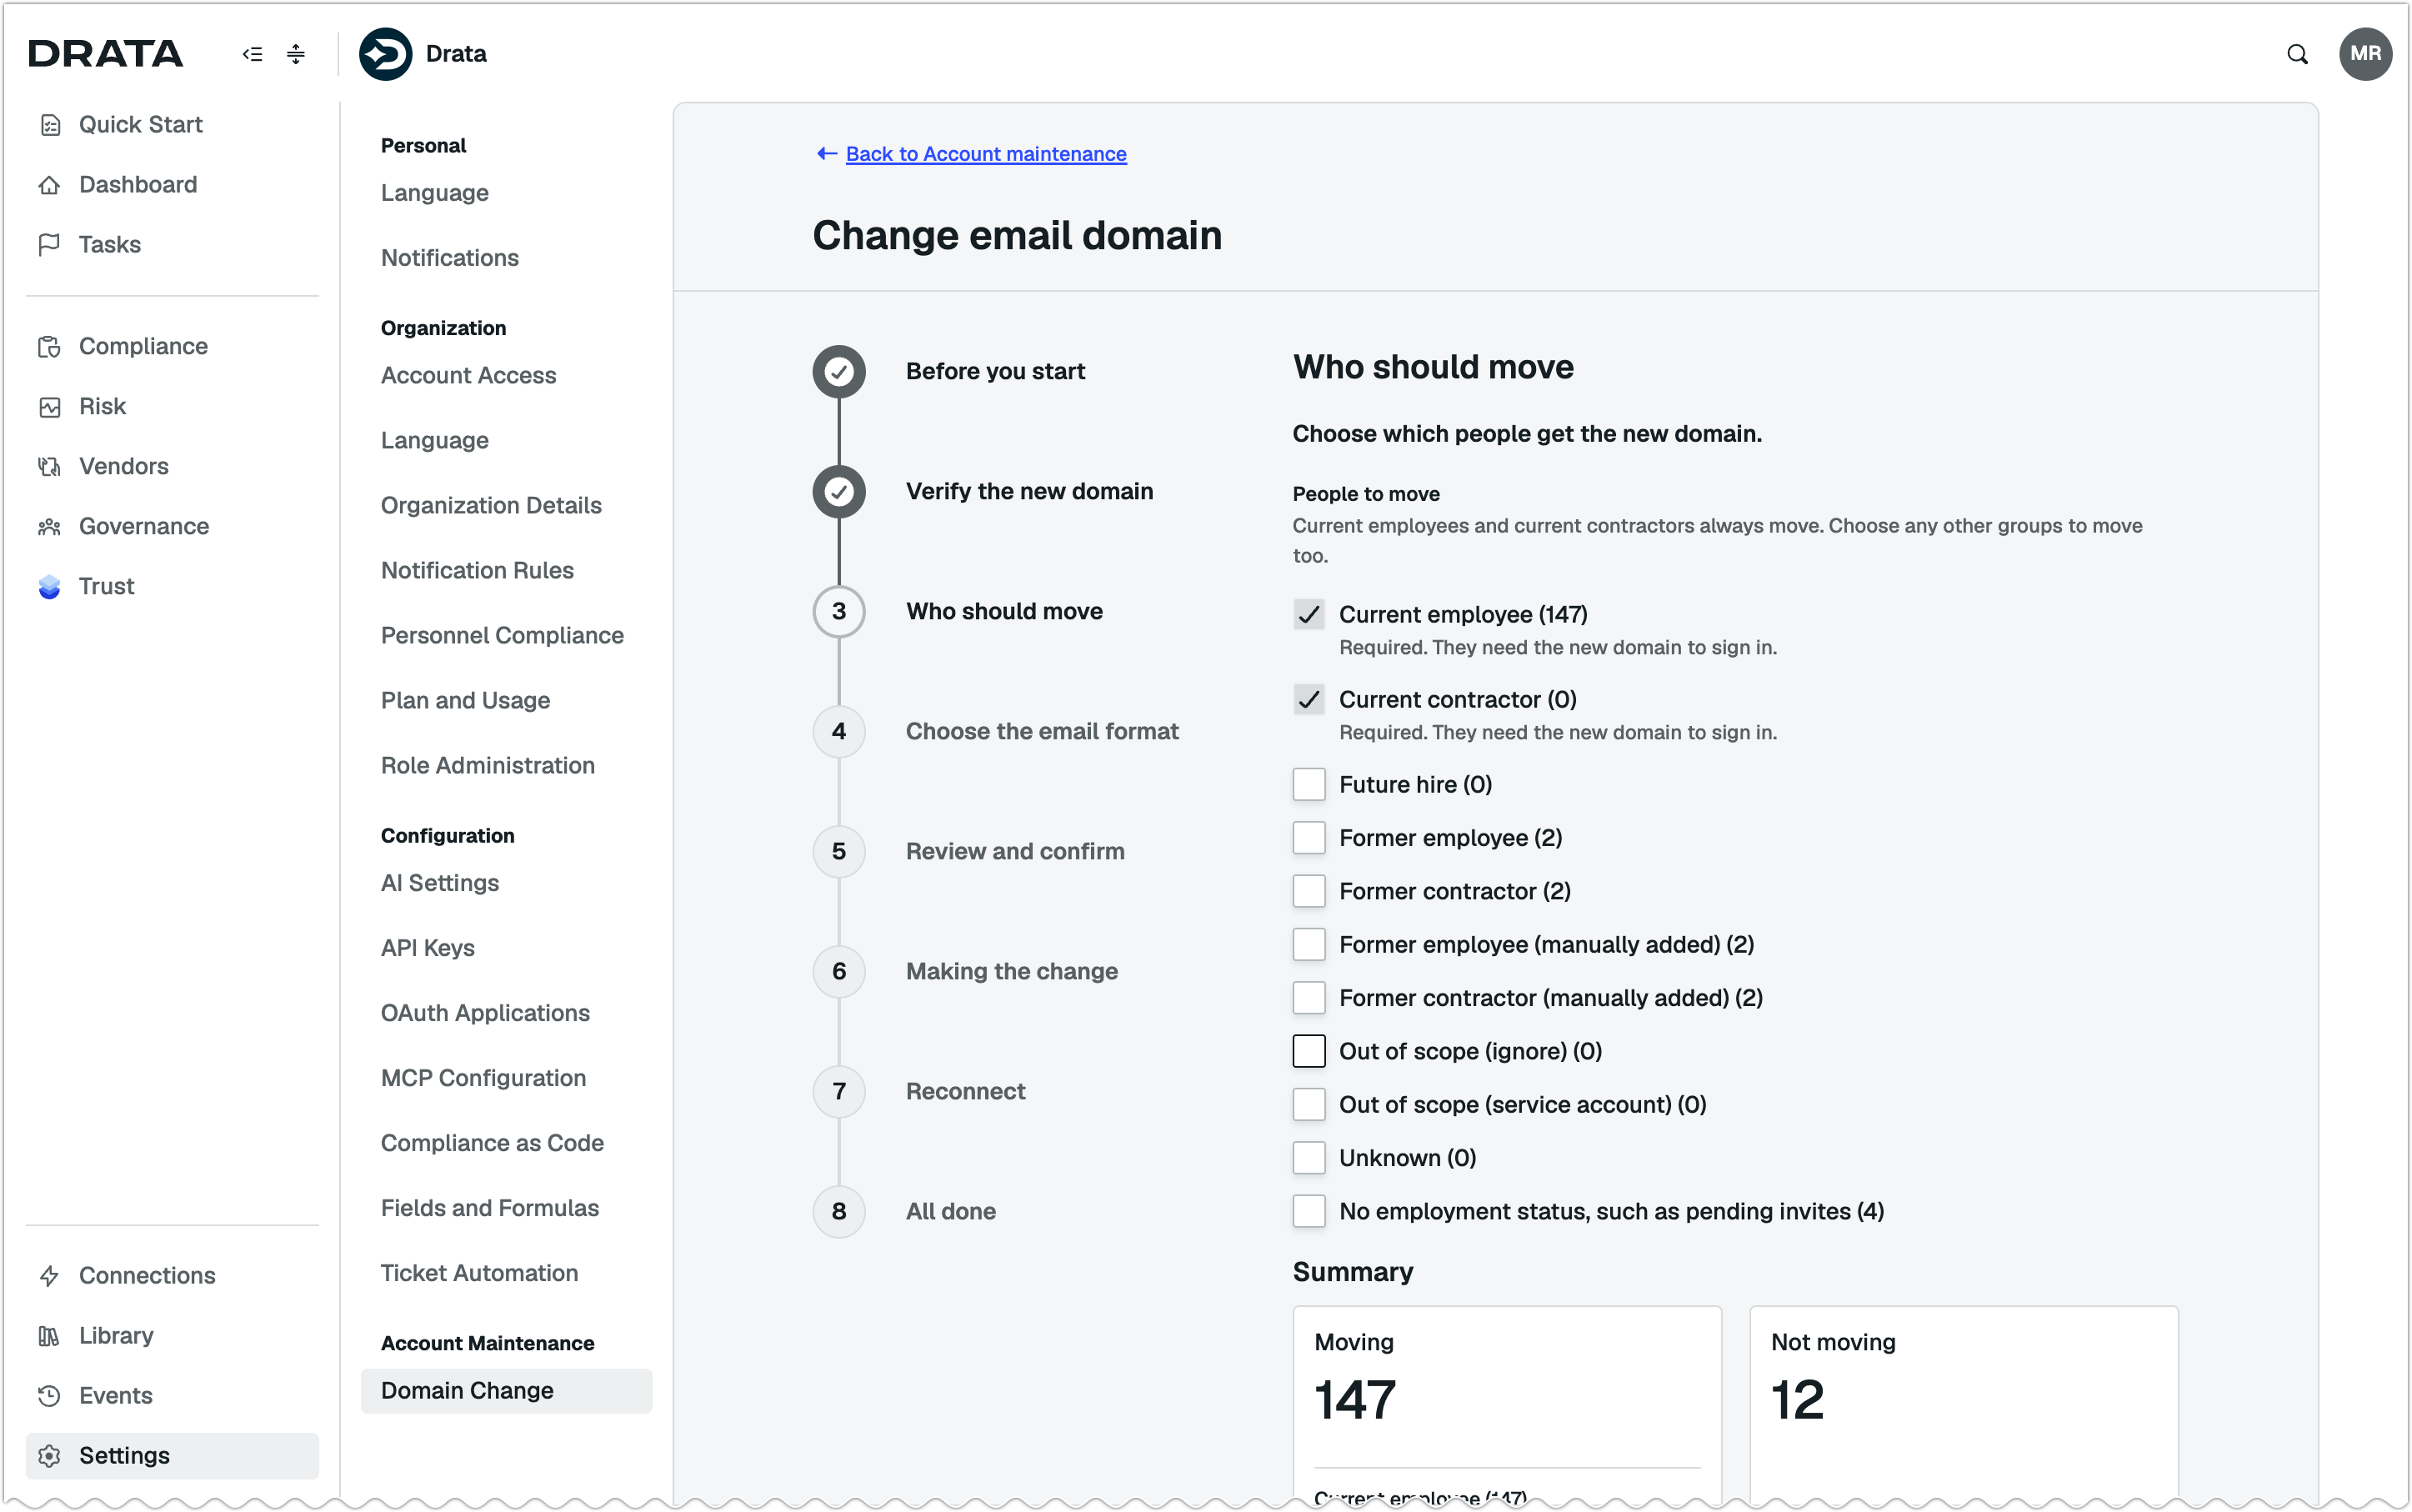 DRATA
Drata
MR
Quick Start
Dashboard
Tasks
Compliance
Risk
Vendors
Governance
Trust
Connections
Library
Events
Settings
Personal
Language
Notifications
Organization
Account Access
Language
Organization Details
Notification Rules
Personnel Compliance
Plan and Usage
Role Administration
Configuration
AI Settings
API Keys
OAuth Applications
MCP Configuration
Compliance as Code
Fields and Formulas
Ticket Automation
Account Maintenance
Domain Change
Back to Account maintenance
Change email domain
Before you start
Verify the new domain
3 Who should move
4 Choose the email format
5 Review and confirm
6 Making the change
7 Reconnect
8 All done
Who should move
Choose which people get the new domain.
People to move
Current employees and current contractors always move. Choose any other groups to move
too.
Current employee (147)
Required. They need the new domain to sign in.
Current contractor (0)
Required. They need the new domain to sign in.
Future hire (0)
Former employee (2)
Former contractor (2)
Former employee (manually added) (2)
Former contractor (manually added) (2)
Out of scope (ignore) (0)
Out of scope (service account) (0)
Unknown (0)
No employment status, such as pending invites (4)
Summary
Moving
147
Current employee (147)
Not moving
12